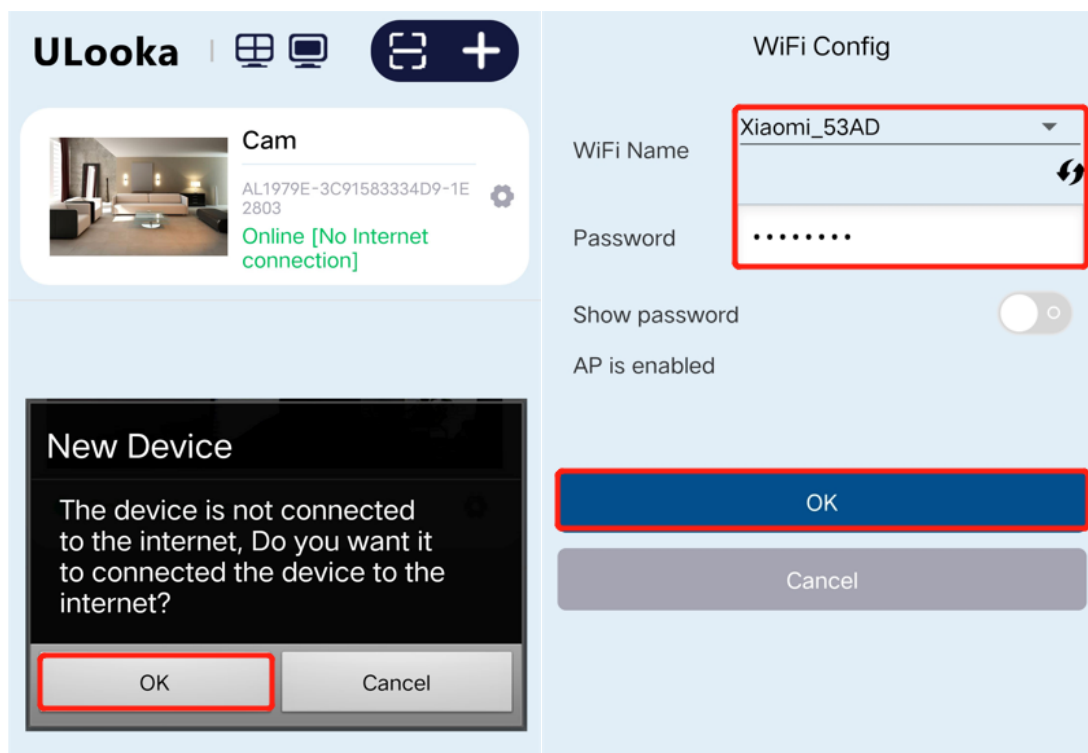 ULooka
Cam
AL1979E-3C91583334D9-1E
2803
Online [No Internet
connection]
New Device
The device is not connected
to the internet, Do you want it
to connected the device to the
internet?
OK
Cancel
WiFi Config
WiFi Name
Xiaomi_53AD
Password
••••••••
Show password
AP is enabled
OK
Cancel